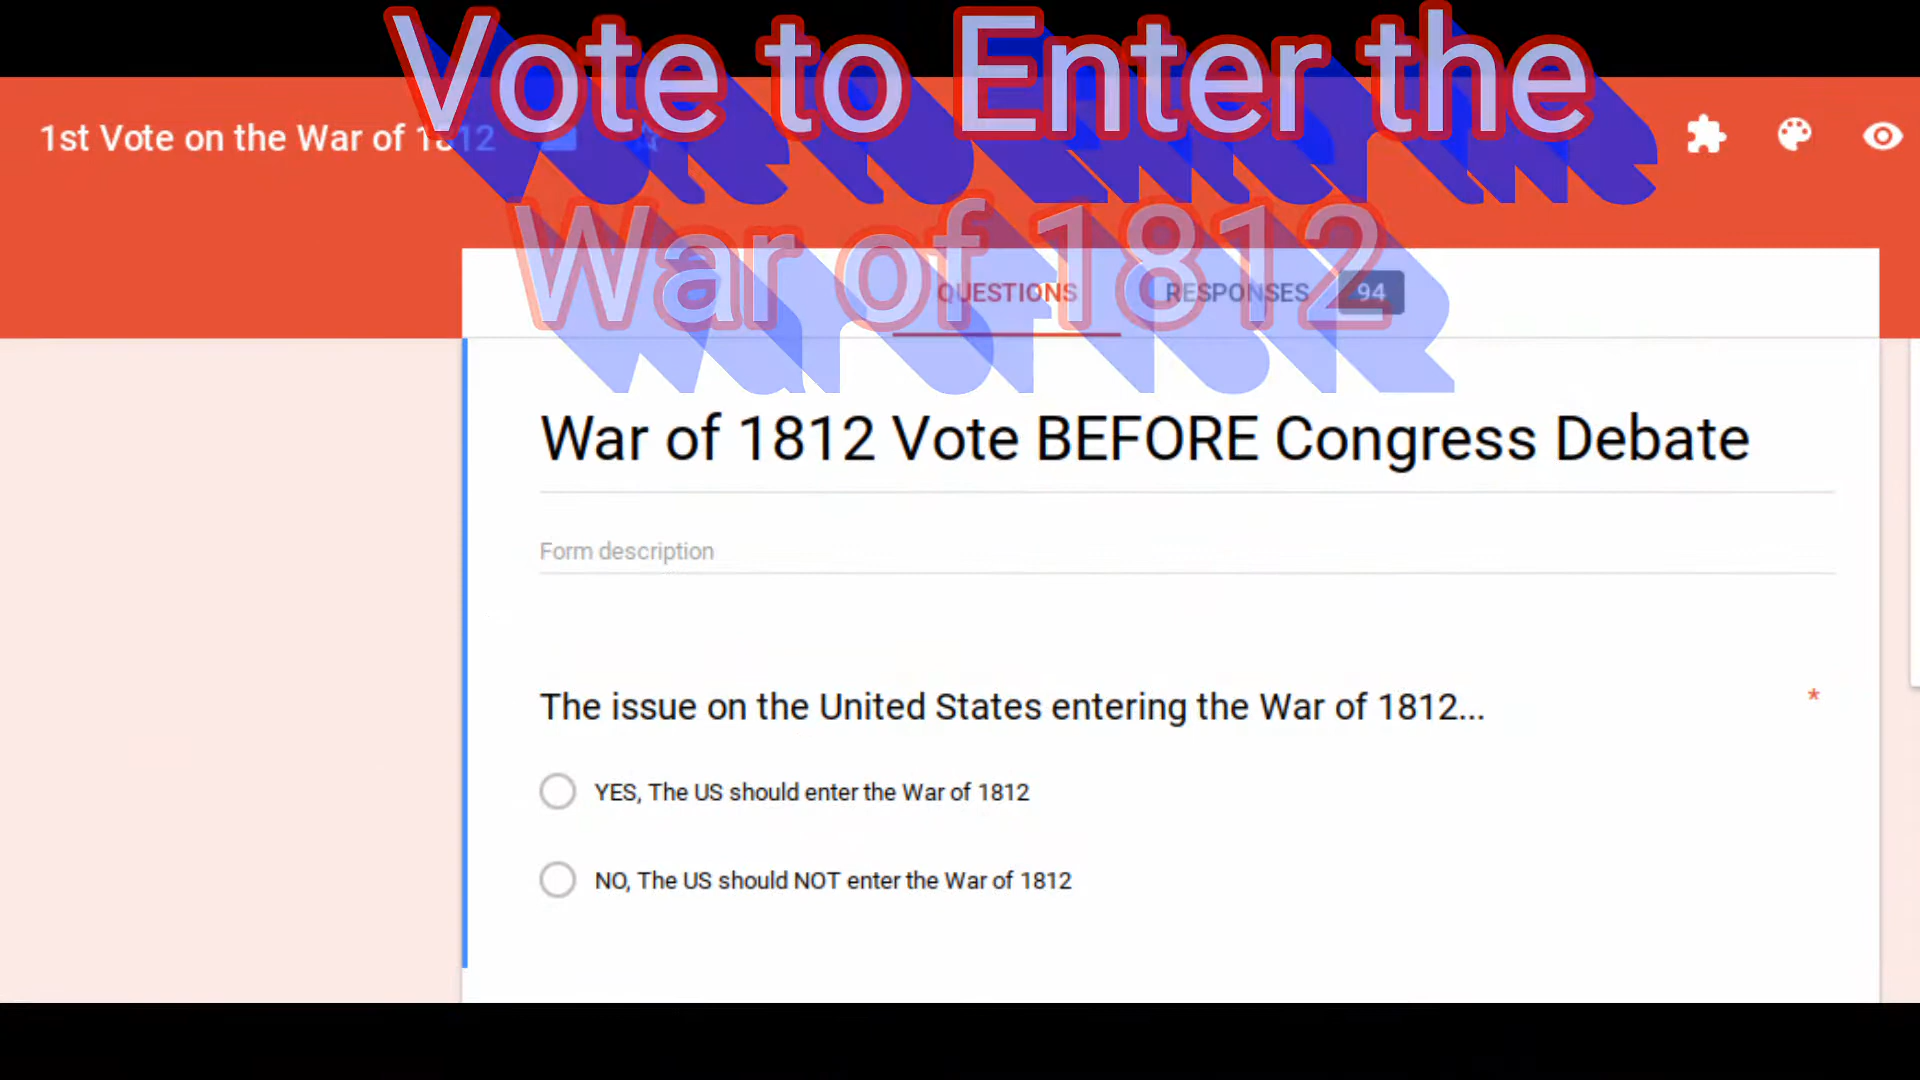 Vote to Enter the
War of 1812
1st Vote on the War of 1812
QUESTIONS
RESPONSES 94
War of 1812 Vote BEFORE Congress Debate
Form description
The issue on the United States entering the War of 1812... *
YES, The US should enter the War of 1812
NO, The US should NOT enter the War of 1812